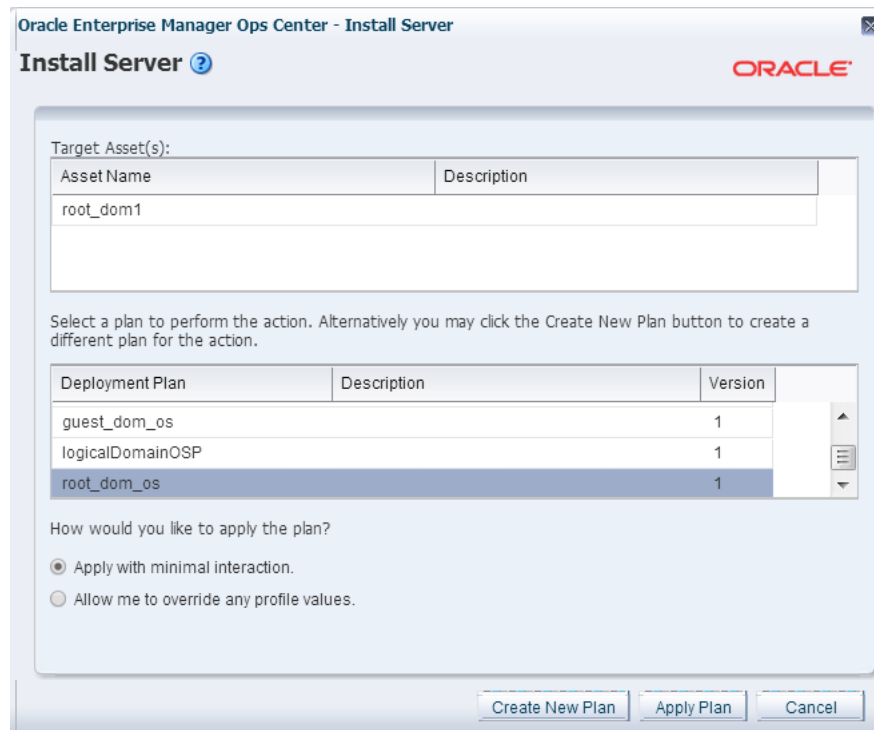 Oracle Enterprise Manager Ops Center - Install Server
Install Server ?
ORACLE
Target Asset(s):
Asset Name Description
root_dom1
Select a plan to perform the action. Alternatively you may click the Create New Plan button to create a
different plan for the action.
Deployment Plan Description Version
guest_dom_os 1
logicalDomainOSP 1
root_dom_os 1
How would you like to apply the plan?
Apply with minimal interaction.
Allow me to override any profile values.
Create New Plan Apply Plan Cancel